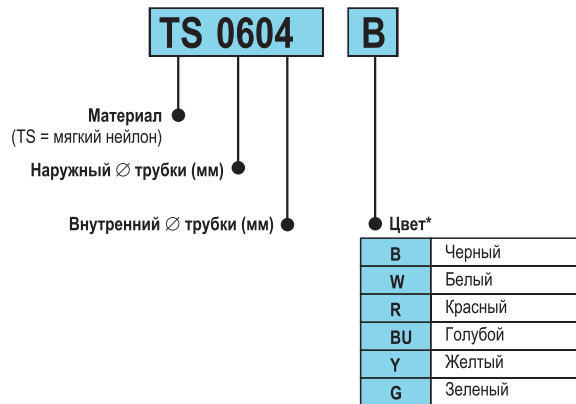 TS 0604 B
Материал
(TS = мягкий нейлон)
Наружный ∅ трубки (мм)
Внутренний ∅ трубки (мм)
Цвет*
B Черный
W Белый
R Красный
BU Голубой
Y Желтый
G Зеленый